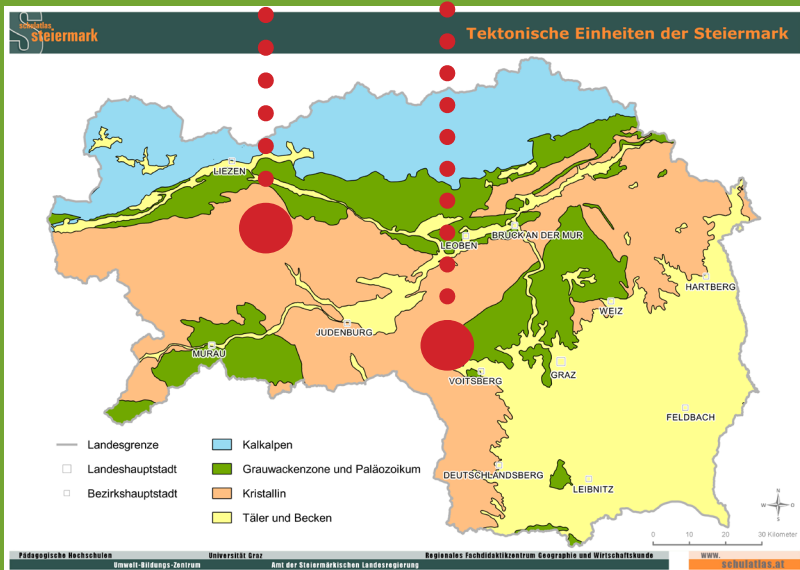 schulatlas
steiermark
Tektonische Einheiten der Steiermark
LIEZEN
LEOBEN
BRUCK AN DER MUR
HARTBERG
WEIZ
JUDENBURG
MURAU
GRAZ
VOITSBERG
FELDBACH
DEUTSCHLANDSBERG
LEIBNITZ
Landesgrenze
Landeshauptstadt
Bezirkshauptstadt
Kalkalpen
Grauwackenzone und Paläozoikum
Kristallin
Täler und Becken
N
W
O
S
0 10 20 30 Kilometer
Pädagogische Hochschulen
Universität Graz
Regionales Fachdidaktikzentrum Geographie und Wirtschaftskunde
Umwelt-Bildungs-Zentrum
Amt der Steiermärkischen Landesregierung
www.
schulatlas.at